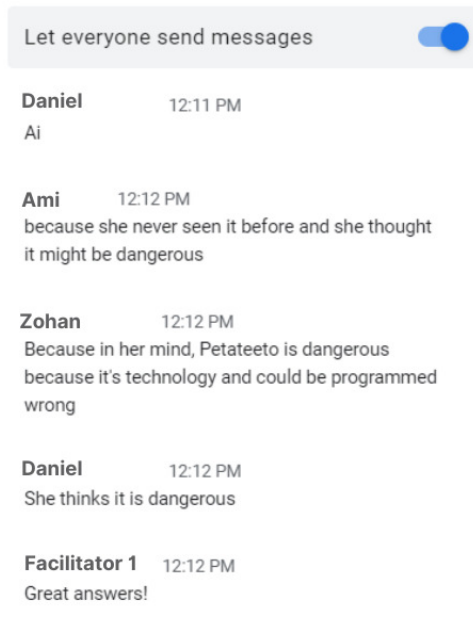 Let everyone send messages
Daniel 12:11 PM
Ai
Ami 12:12 PM
because she never seen it before and she thought
it might be dangerous
Zohan 12:12 PM
Because in her mind, Petateeto is dangerous
because it's technology and could be programmed
wrong
Daniel 12:12 PM
She thinks it is dangerous
Facilitator 1 12:12 PM
Great answers!